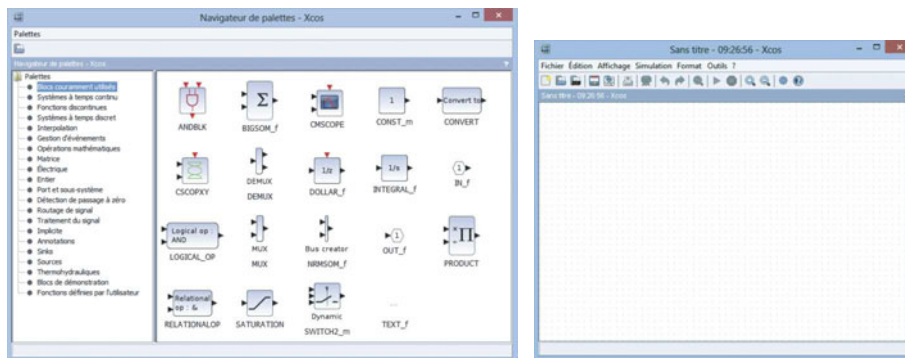 Navigateur de palettes - Xcos
Palettes
Navigateur de palettes - Xcos
Palettes
Blocs couramment utilisés
Systèmes à temps continu
Fonctions discontinues
Systèmes à temps discret
Interpolation
Gestion d'événements
Opérations mathématiques
Matrice
Électrique
Entier
Port et sous-système
Détection de passage à zéro
Routage de signal
Traitement du signal
Implicite
Annotations
Sinks
Sources
Thermohydrauliques
Blocs de démonstration
Fonctions définies par l'utilisateur
Σ
1
Convert to
ANDBLK
BIGSOM_f
CMSCOPE
CONST_m
CONVERT
1/z
1/s
1
DEMUX
CSCOPXY
DEMUX
DOLLAR_f
INTEGRAL_f
IN_f
Logical op :
AND
1
Π
MUX
Bus creator
LOGICAL_OP
MUX
NRMSOM_f
OUT_f
PRODUCT
Relational
op : &
Dynamic
RELATIONALOP
SATURATION
SWITCH2_m
TEXT_f
Sans titre - 09:26:56 - Xcos
Fichier Édition Affichage Simulation Format Outils ?
Sans titre - 09:26:56 - Xcos